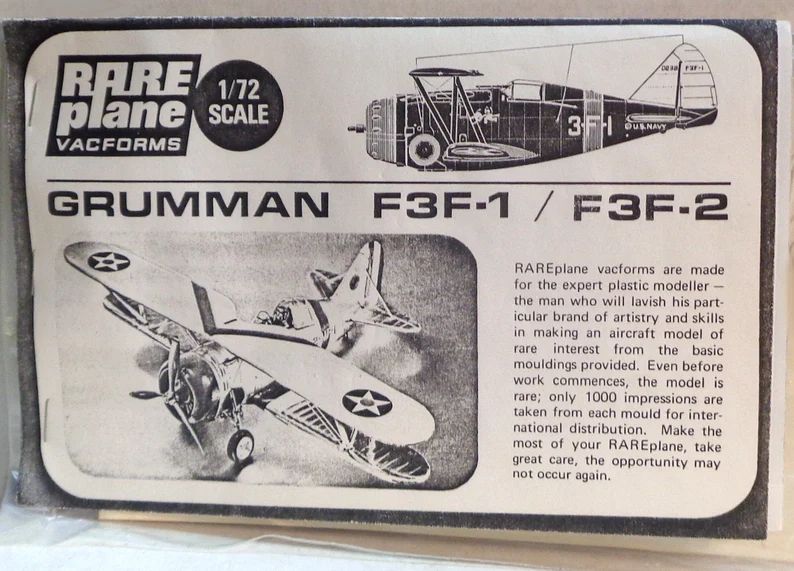 RARE
plane
VACFORMS
1/72
SCALE
F3F-1
3-F-1
U.S. NAVY
GRUMMAN F3F-1 / F3F-2
RAREplane vacforms are made
for the expert plastic modeller —
the man who will lavish his part-
icular brand of artistry and skills
in making an aircraft model of
rare interest from the basic
mouldings provided. Even before
work commences, the model is
rare; only 1000 impressions are
taken from each mould for inter-
national distribution. Make the
most of your RAREplane, take
great care, the opportunity may
not occur again.